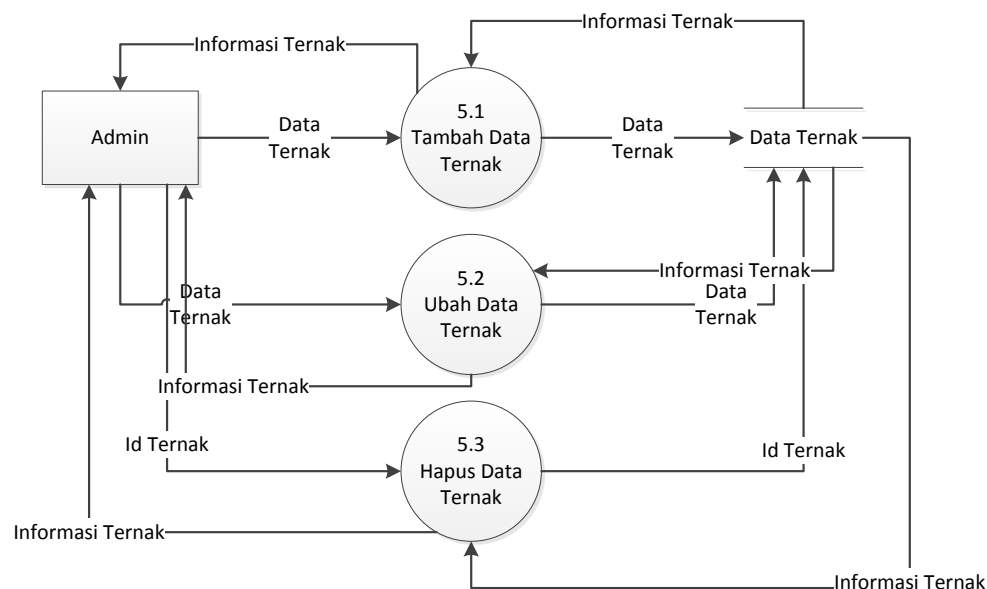 Informasi Ternak
Informasi Ternak
Admin
Data
Ternak
5.1
Tambah Data
Ternak
Data
Ternak
Data Ternak
Data
Ternak
5.2
Ubah Data
Ternak
Informasi Ternak
Data
Ternak
Informasi Ternak
Id Ternak
5.3
Hapus Data
Ternak
Id Ternak
Informasi Ternak
Informasi Ternak